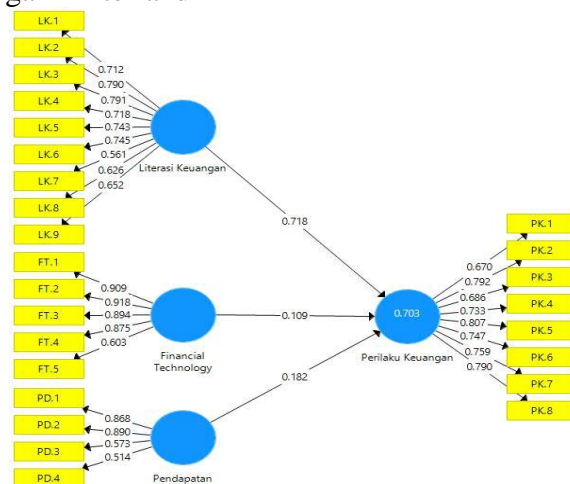 LK.1
LK.2
LK.3
LK.4
LK.5
LK.6
LK.7
LK.8
LK.9
0.712
0.790
0.791
0.718
0.743
0.745
0.561
0.626
0.652
Literasi Keuangan
0.718
FT.1
FT.2
FT.3
FT.4
FT.5
0.909
0.918
0.894
0.875
0.603
Financial
Technology
0.109
PD.1
PD.2
PD.3
PD.4
0.868
0.890
0.573
0.514
Pendapatan
0.182
0.703
Perilaku Keuangan
0.670
0.792
0.686
0.733
0.807
0.747
0.759
0.790
PK.1
PK.2
PK.3
PK.4
PK.5
PK.6
PK.7
PK.8